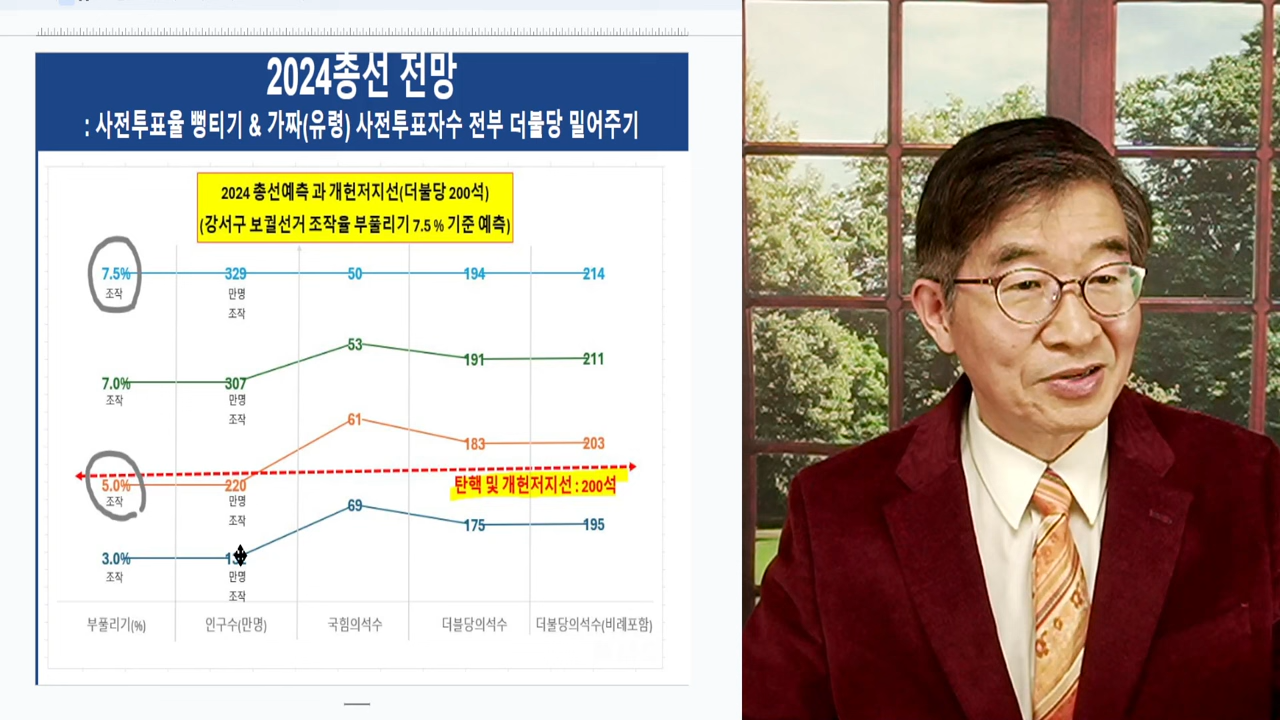 2024총선 전망
: 사전투표율 뻥티기 & 가짜(유령) 사전투표자수 전부 더불당 밀어주기
2024 총선예측 과 개헌저지선(더불당 200석)
(강서구 보궐선거 조작율 부풀리기 7.5 % 기준 예측)
7.5% 329 50 194 214
조작 만명
조작
53
191 211
7.0% 307
조작 만명
조작
61
183 203
5.0% 220
탄핵 및 개헌저지선 : 200석
조작 만명
조작
69
175 195
3.0%
조작 만명
조작
부풀리기(%) 인구수(만명) 국힘의석수 더블당의석수 더불당의석수(비례포함)